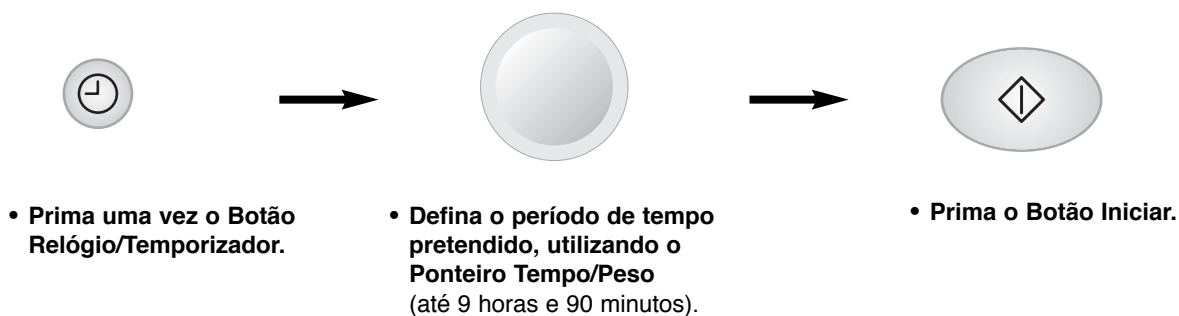 • Prima uma vez o Botão
Relógio/Temporizador.
• Defina o período de tempo
pretendido, utilizando o
Ponteiro Tempo/Peso
(até 9 horas e 90 minutos).
• Prima o Botão Iniciar.